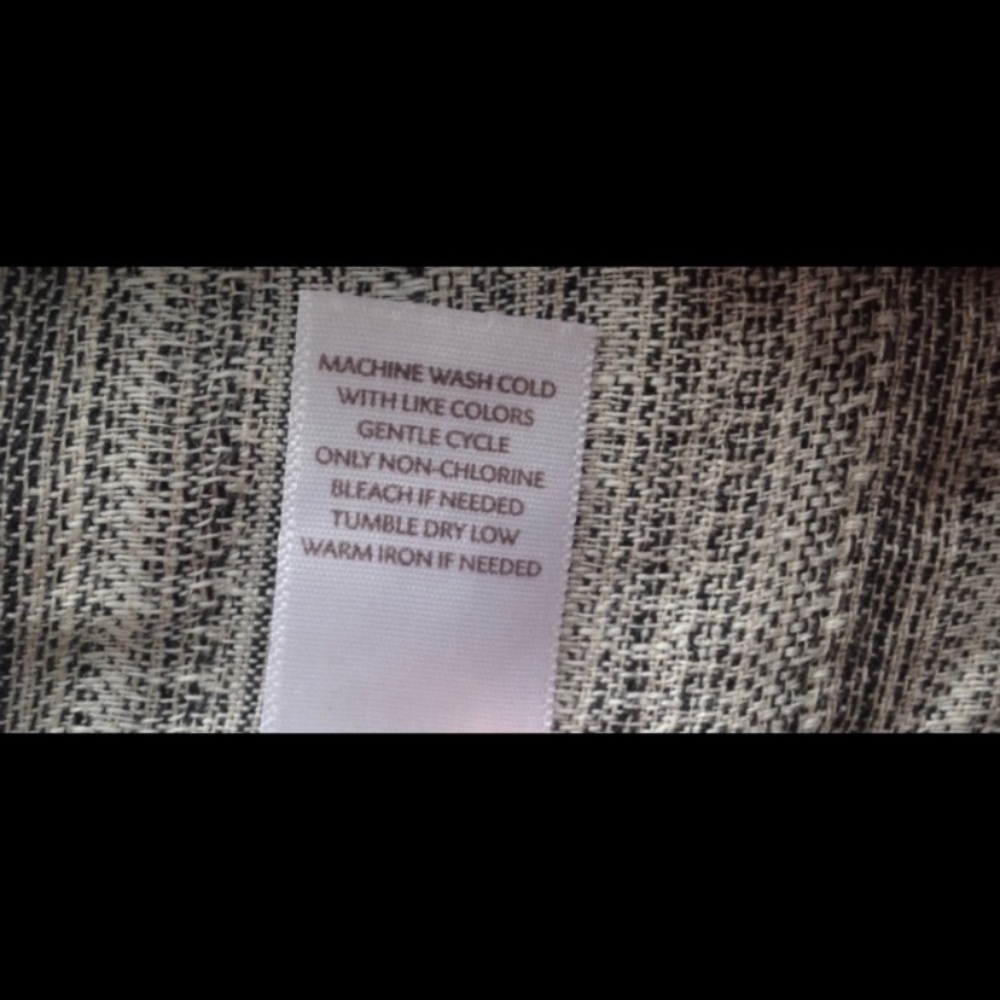 MACHINE WASH COLD
WITH LIKE COLORS
GENTLE CYCLE
ONLY NON-CHLORINE
BLEACH IF NEEDED
TUMBLE DRY LOW
WARM IRON IF NEEDED